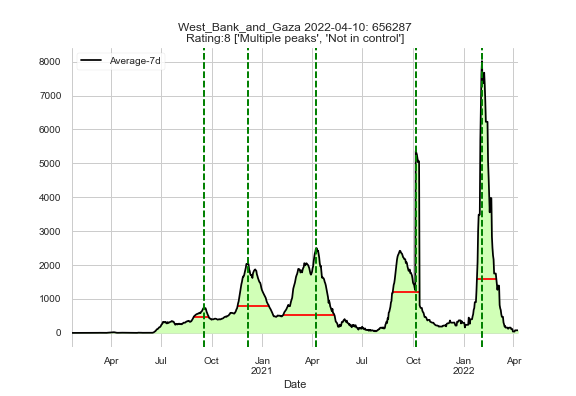 West_Bank_and_Gaza 2022-04-10: 656287
Rating:8 ['Multiple peaks', 'Not in control']
Average-7d
8000
7000
6000
5000
4000
3000
2000
1000
0
Apr Jul Oct Jan Apr Jul Oct Jan Apr
2021 2022
Date